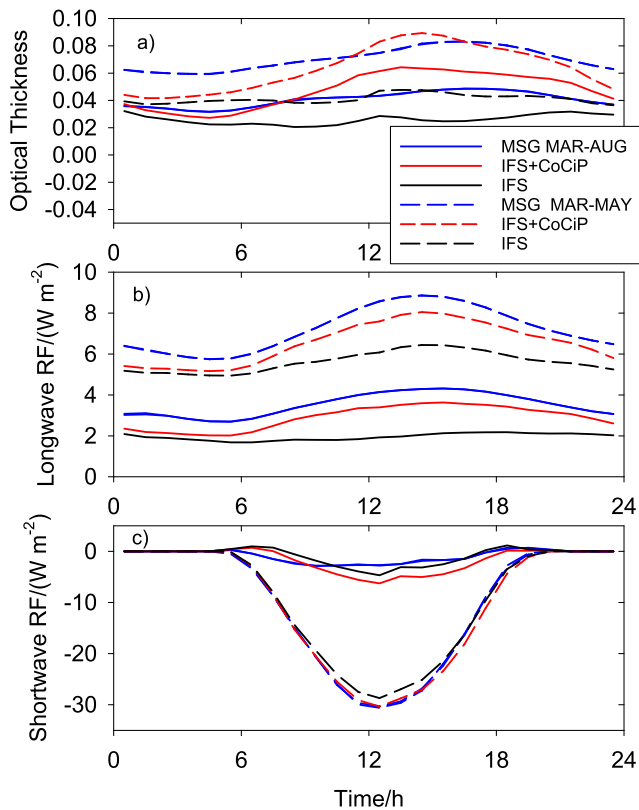 0.10
a)
0.08
0.06
0.04
0.02
0.00
-0.02
-0.04
Optical Thickness
0
6
12
MSG MAR-AUG
IFS+CoCiP
IFS
MSG MAR-MAY
IFS+CoCiP
IFS
10
b)
8
6
4
2
0
Longwave RF/(W m-2)
0
6
12
18
24
c)
0
-10
-20
-30
Shortwave RF/(W m-2)
0
6
12
18
24
Time/h